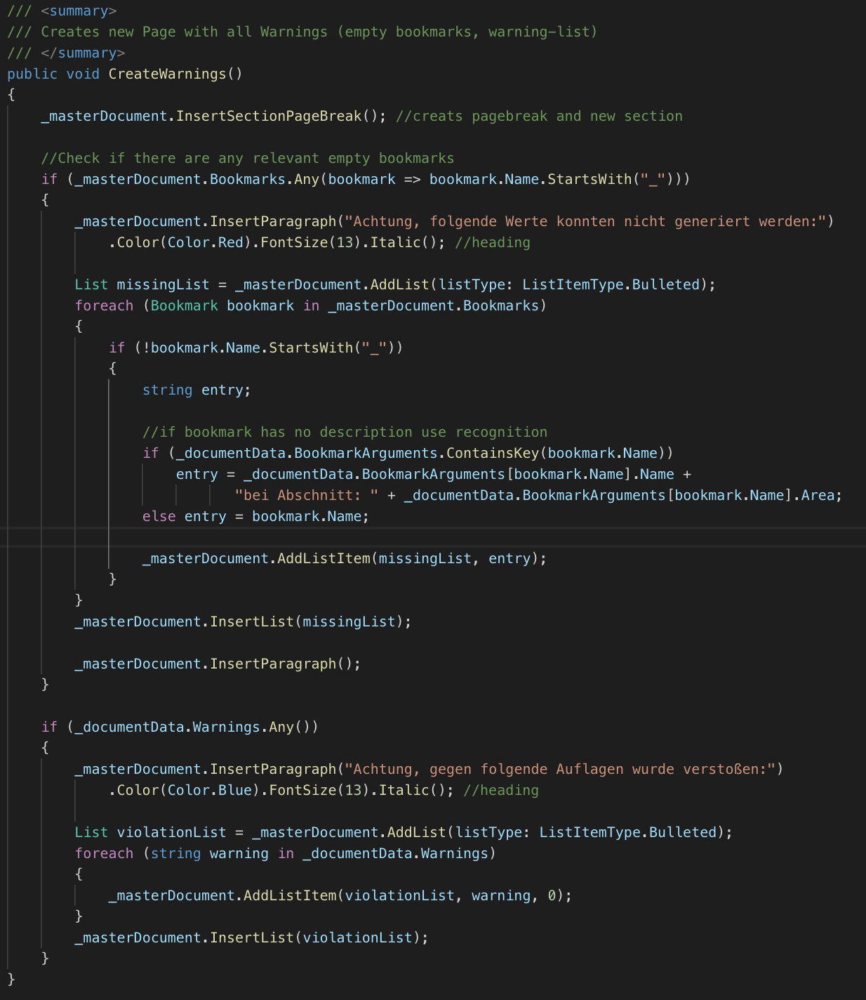 /// <summary>
/// Creates new Page with all Warnings (empty bookmarks, warning-list)
/// </summary>
public void CreateWarnings()
{
    _masterDocument.InsertSectionPageBreak(); //creats pagebreak and new section

    //Check if there are any relevant empty bookmarks
    if (_masterDocument.Bookmarks.Any(bookmark => bookmark.Name.StartsWith("_")))
    {
        _masterDocument.InsertParagraph("Achtung, folgende Werte konnten nicht generiert werden:")
            .Color(Color.Red).FontSize(13).Italic(); //heading

        List missingList = _masterDocument.AddList(listType: ListItemType.Bulleted);
        foreach (Bookmark bookmark in _masterDocument.Bookmarks)
        {
            if (!bookmark.Name.StartsWith("_"))
            {
                string entry;

                //if bookmark has no description use recognition
                if (_documentData.BookmarkArguments.ContainsKey(bookmark.Name))
                    entry = _documentData.BookmarkArguments[bookmark.Name].Name +
                           "bei Abschnitt: " + _documentData.BookmarkArguments[bookmark.Name].Area;
                else entry = bookmark.Name;

                _masterDocument.AddListItem(missingList, entry);
            }
        }
        _masterDocument.InsertList(missingList);

        _masterDocument.InsertParagraph();
    }

    if (_documentData.Warnings.Any())
    {
        _masterDocument.InsertParagraph("Achtung, gegen folgende Auflagen wurde verstoßen:")
            .Color(Color.Blue).FontSize(13).Italic(); //heading

        List violationList = _masterDocument.AddList(listType: ListItemType.Bulleted);
        foreach (string warning in _documentData.Warnings)
        {
            _masterDocument.AddListItem(violationList, warning, 0);
        }
        _masterDocument.InsertList(violationList);
    }
}